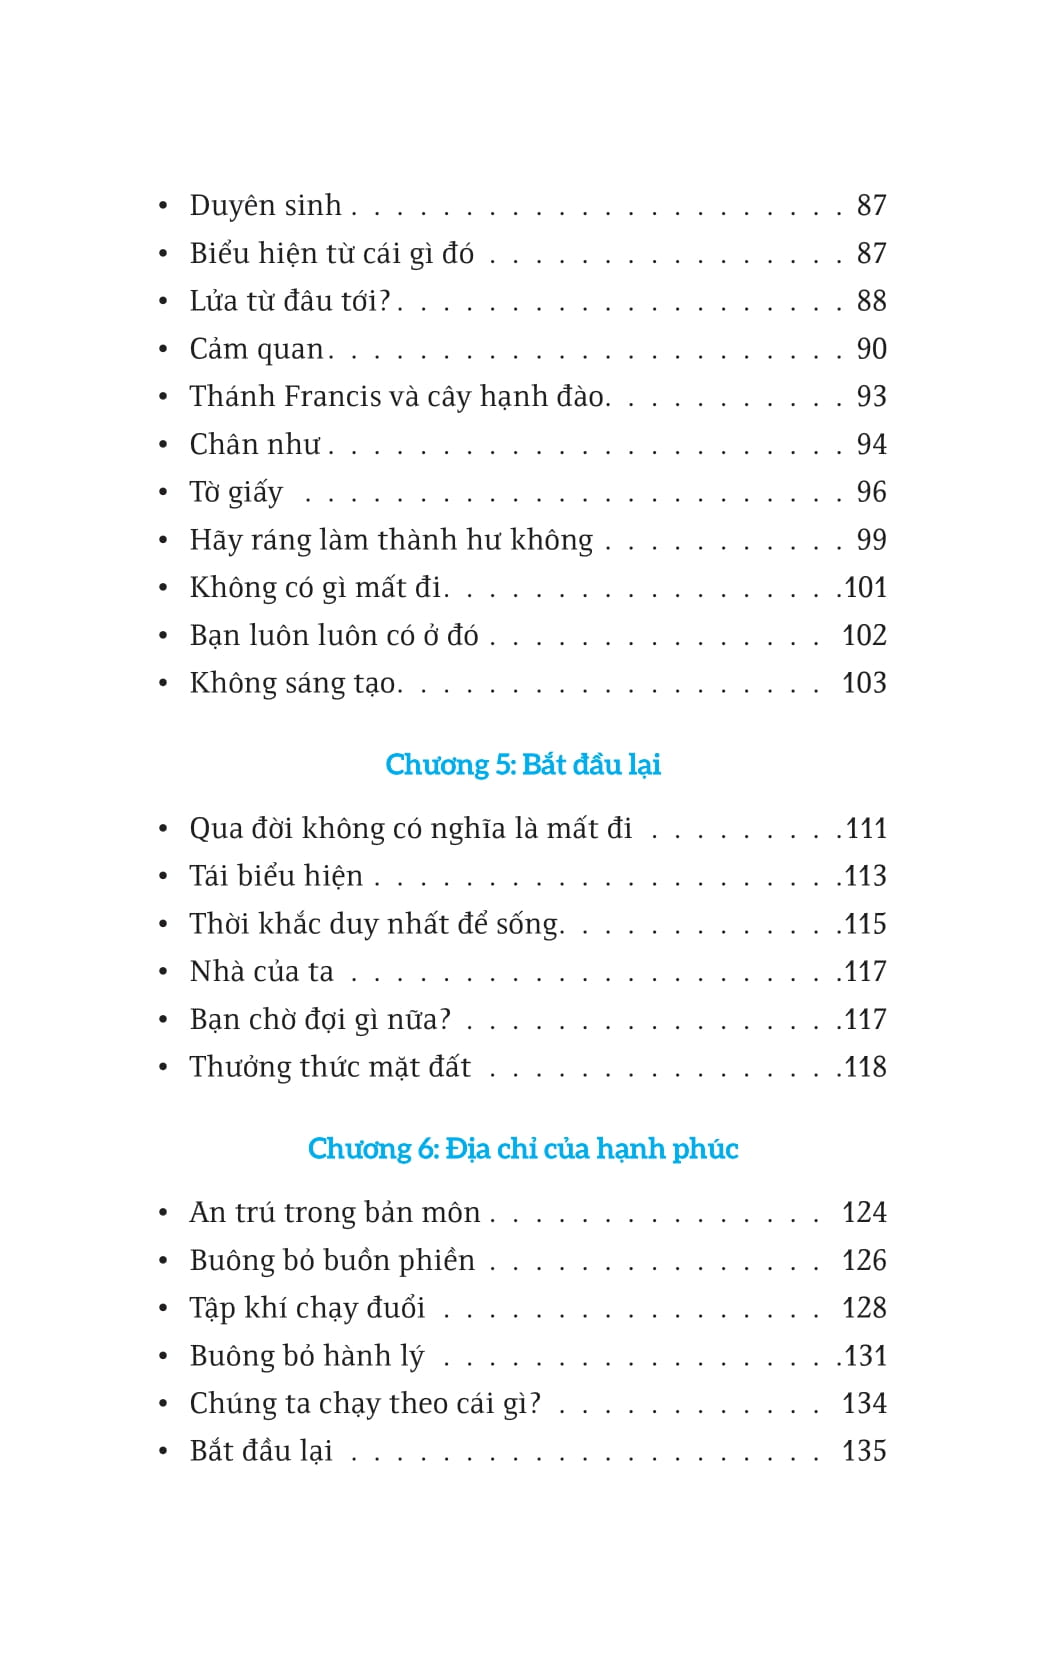 • Duyên sinh . . . . . . . . . . . . . . . . . . . . . . 87
• Biểu hiện từ cái gì đó . . . . . . . . . . . . . . . . 87
• Lửa từ đâu tới? . . . . . . . . . . . . . . . . . . . . 88
• Cảm quan . . . . . . . . . . . . . . . . . . . . . . . 90
• Thánh Francis và cây hạnh đào. . . . . . . . . . . 93
• Chân như . . . . . . . . . . . . . . . . . . . . . . . 94
• Tờ giấy . . . . . . . . . . . . . . . . . . . . . . . . 96
• Hãy ráng làm thành hư không . . . . . . . . . . . 99
• Không có gì mất đi. . . . . . . . . . . . . . . . . .101
• Bạn luôn luôn có ở đó . . . . . . . . . . . . . . . 102
• Không sáng tạo. . . . . . . . . . . . . . . . . . . 103
Chương 5: Bắt đầu lại
• Qua đời không có nghĩa là mất đi . . . . . . . . .111
• Tái biểu hiện . . . . . . . . . . . . . . . . . . . . .113
• Thời khắc duy nhất để sống. . . . . . . . . . . . .115
• Nhà của ta . . . . . . . . . . . . . . . . . . . . . .117
• Bạn chờ đợi gì nữa? . . . . . . . . . . . . . . . . .117
• Thưởng thức mặt đất . . . . . . . . . . . . . . . .118
Chương 6: Địa chỉ của hạnh phúc
• An trú trong bản môn . . . . . . . . . . . . . . . 124
• Buông bỏ buồn phiền . . . . . . . . . . . . . . . 126
• Tập khí chạy đuổi . . . . . . . . . . . . . . . . . 128
• Buông bỏ hành lý . . . . . . . . . . . . . . . . . .131
• Chúng ta chạy theo cái gì? . . . . . . . . . . . . 134
• Bắt đầu lại . . . . . . . . . . . . . . . . . . . . . 135